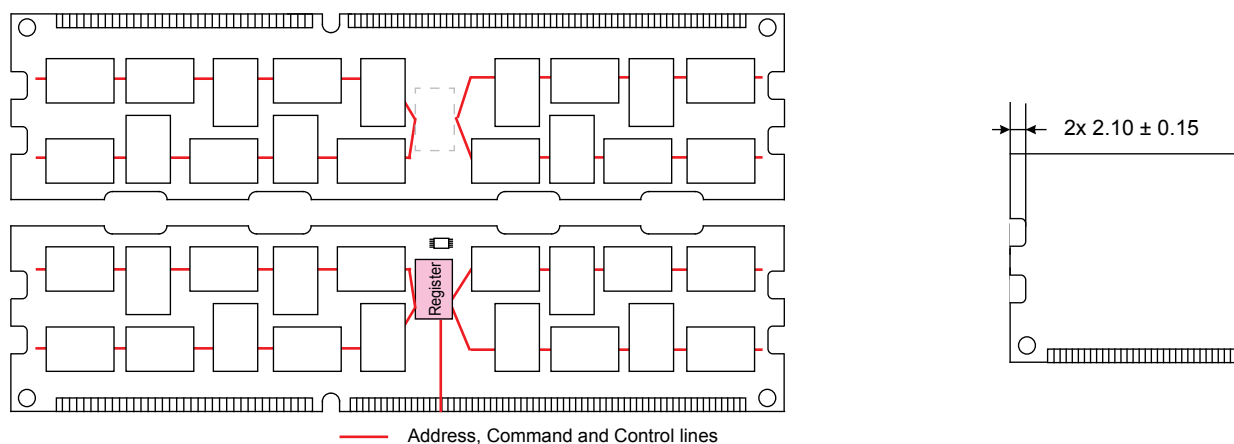 2x 2.10 ± 0.15
Register
Address, Command and Control lines